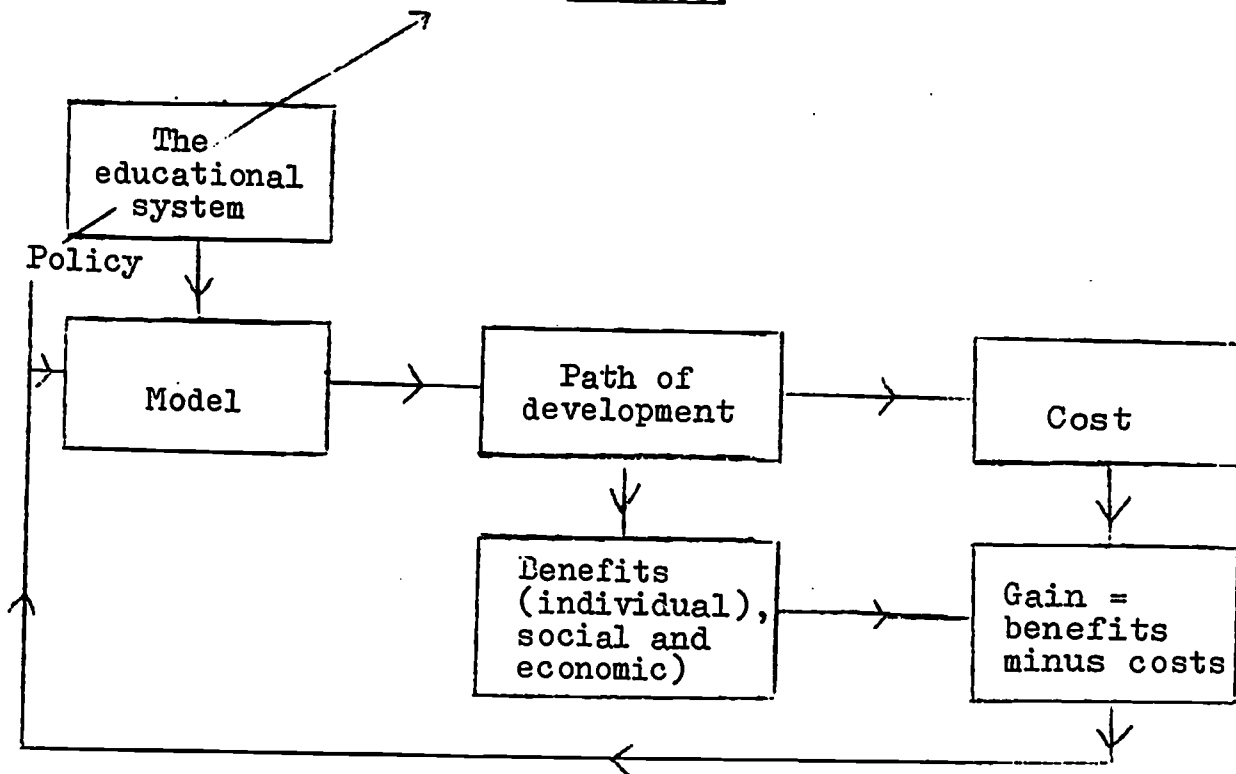 The
educational
system
Policy
Model
Path of
development
Cost
Benefits
(individual),
social and
economic)
Gain =
benefits
minus costs